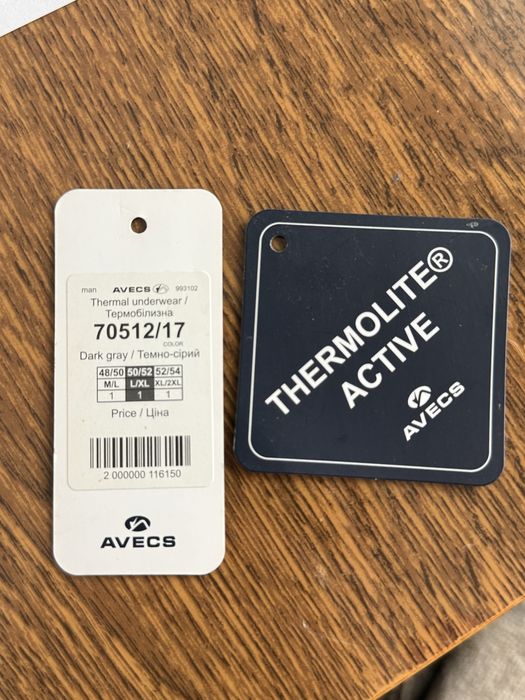 man AVECS 993102
Thermal underwear /
Термобілизна
70512/17
COLOR
Dark gray / Темно-сірий
48/50 50/52 52/54
M/L L/XL XL/2XL
1 1 1
Price / Ціна
2 000000 116150
AVECS
THERMOLITE®
ACTIVE
AVECS